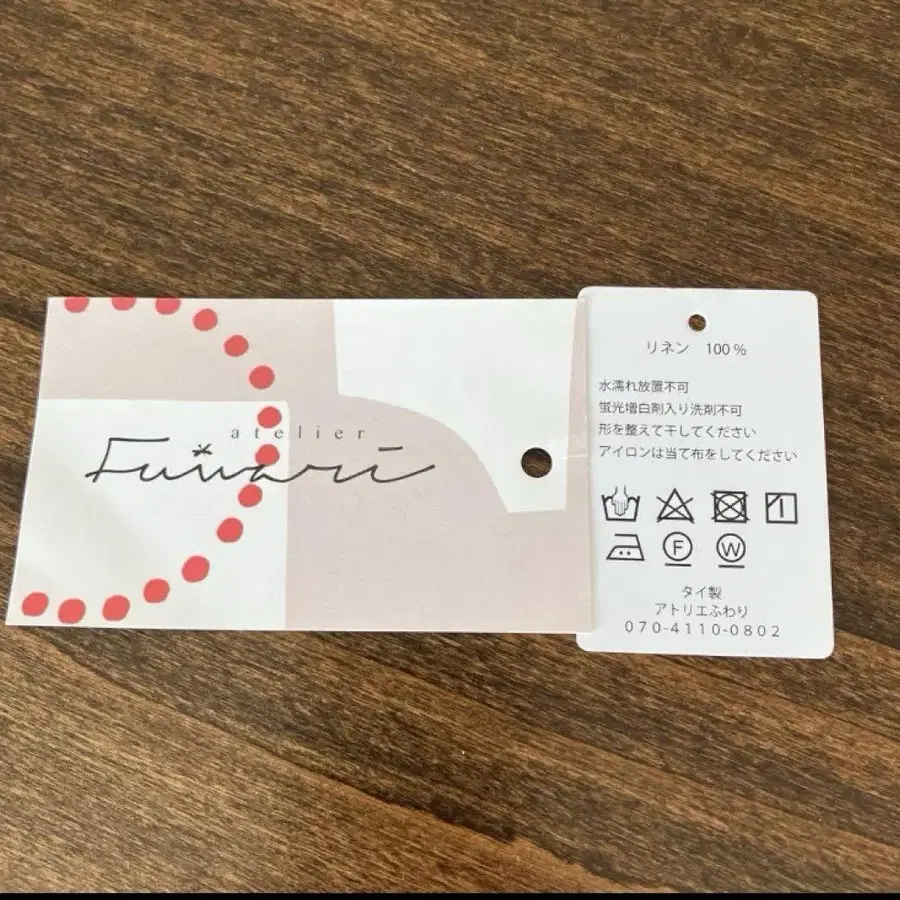 atelier
Fuwari
リネン 100%
水濡れ放置不可
蛍光増白剤入り洗剤不可
形を整えて干してください
アイロンは当て布をしてください
F
W
タイ製
アトリエふわり
070-4110-0802